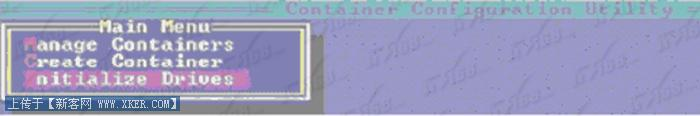 Container Configuration Utility
Main Menu
Manage Containers
Create Container
Initialize Drives
上传于【新客网 www.XKER.com】